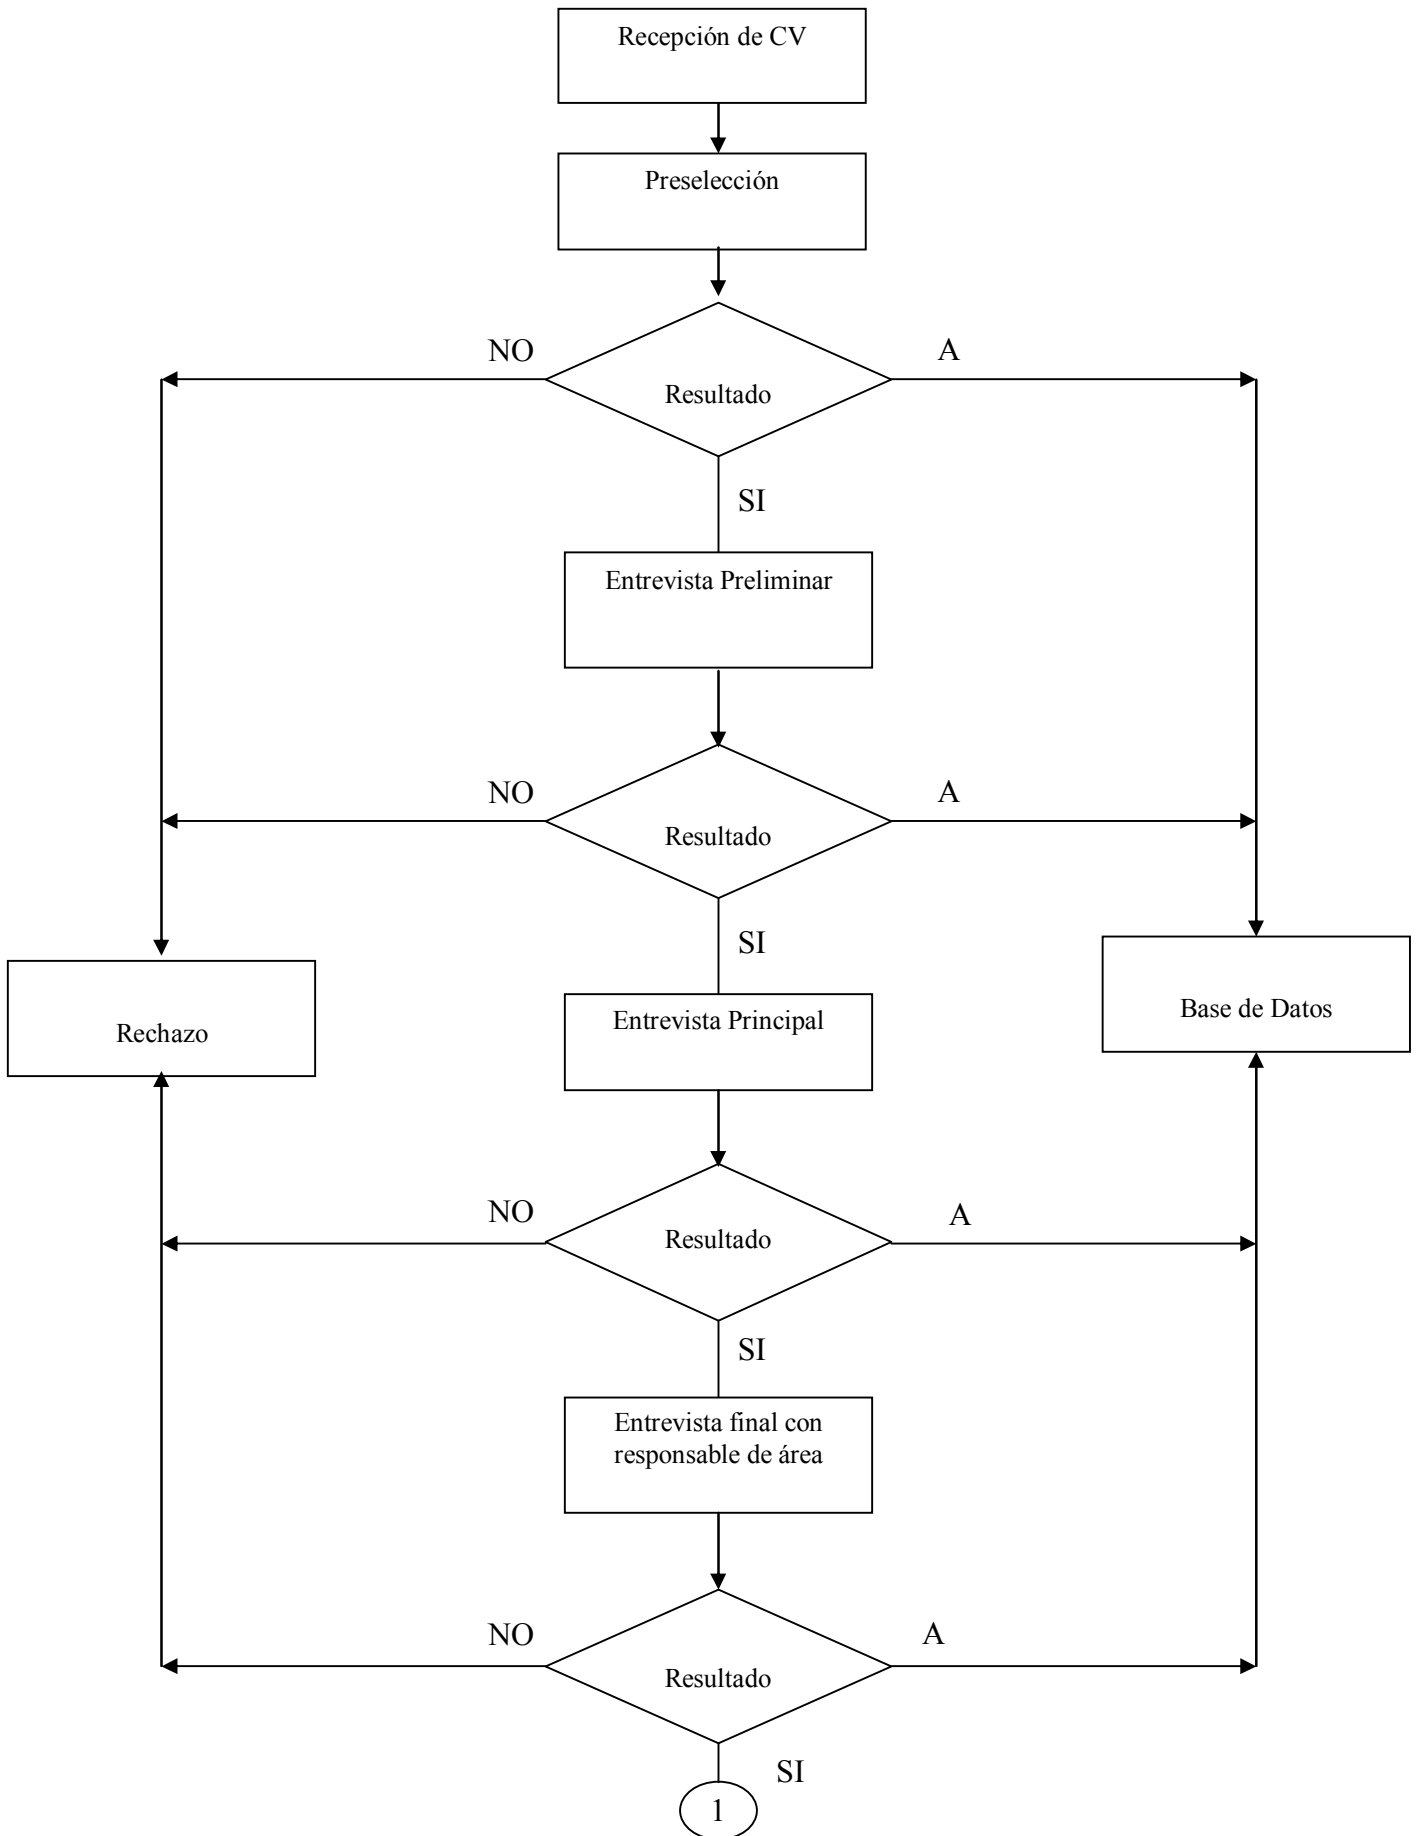 Recepción de CV
Preselección
NO
A
Resultado
SI
Entrevista Preliminar
NO
A
Resultado
SI
Rechazo
Entrevista Principal
Base de Datos
NO
A
Resultado
SI
Entrevista final con
responsable de área
NO
A
Resultado
SI
1